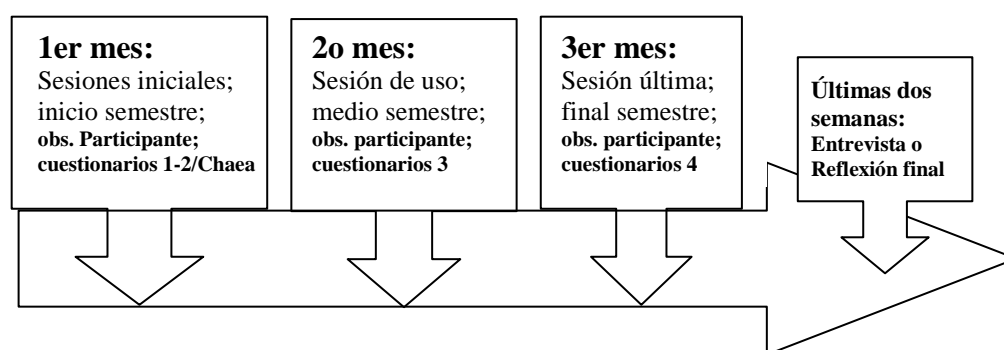 1er mes:
Sesiones iniciales;
inicio semestre;
obs. Participante;
cuestionarios 1-2/Chaea
2o mes:
Sesión de uso;
medio semestre;
obs. participante;
cuestionarios 3
3er mes:
Sesión última;
final semestre;
obs. participante;
cuestionarios 4
Últimas dos
semanas:
Entrevista o
Reflexión final